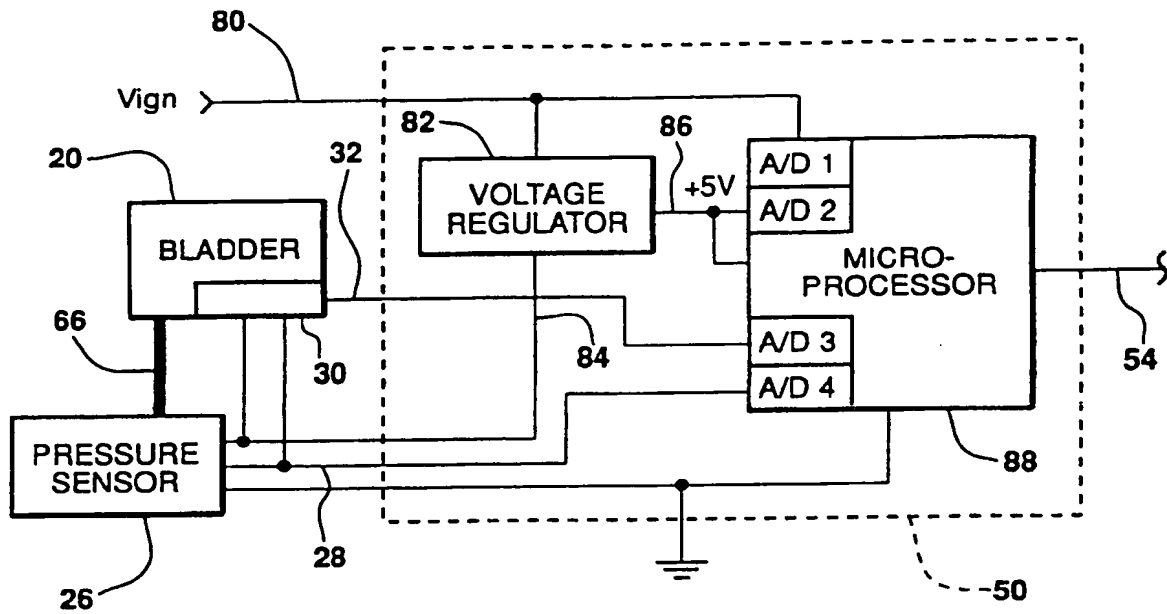 80
Vign
82
86
20
32
A/D 1
VOLTAGE
REGULATOR
+5V
A/D 2
BLADDER
MICRO-
PROCESSOR
66
30
84
A/D 3
54
A/D 4
PRESSURE
SENSOR
88
28
26
50